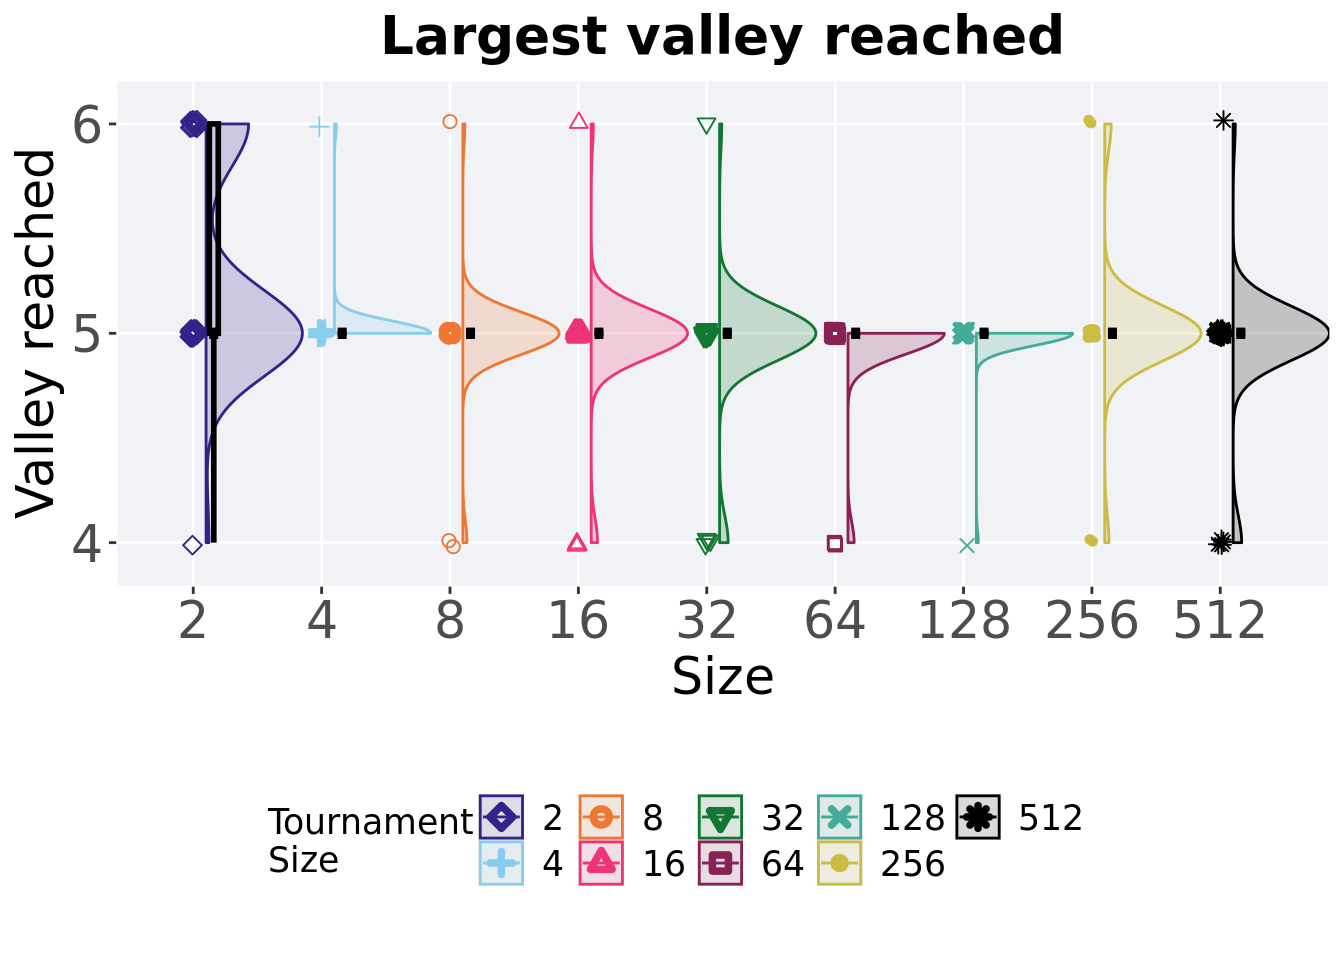 Largest valley reached
Valley reached
6
5
4
2 4 8 16 32 64 128 256 512
Size
Tournament Size
2 8 32 128 512
4 16 64 256